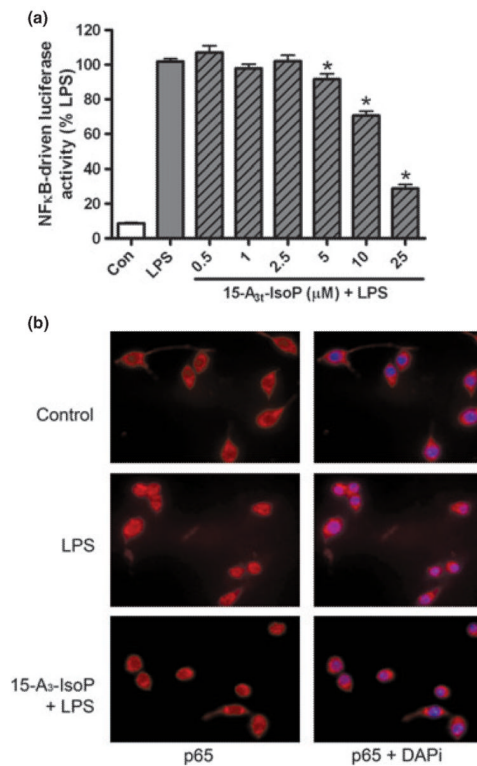 (a)
NFκB-driven luciferase
activity (% LPS)
120
100
80
60
40
20
0
*
*
*
Con
LPS
0.5
1
2.5
5
10
25
15-A3t-IsoP (μM) + LPS
(b)
Control
LPS
15-A3-IsoP
+ LPS
p65
p65 + DAPi